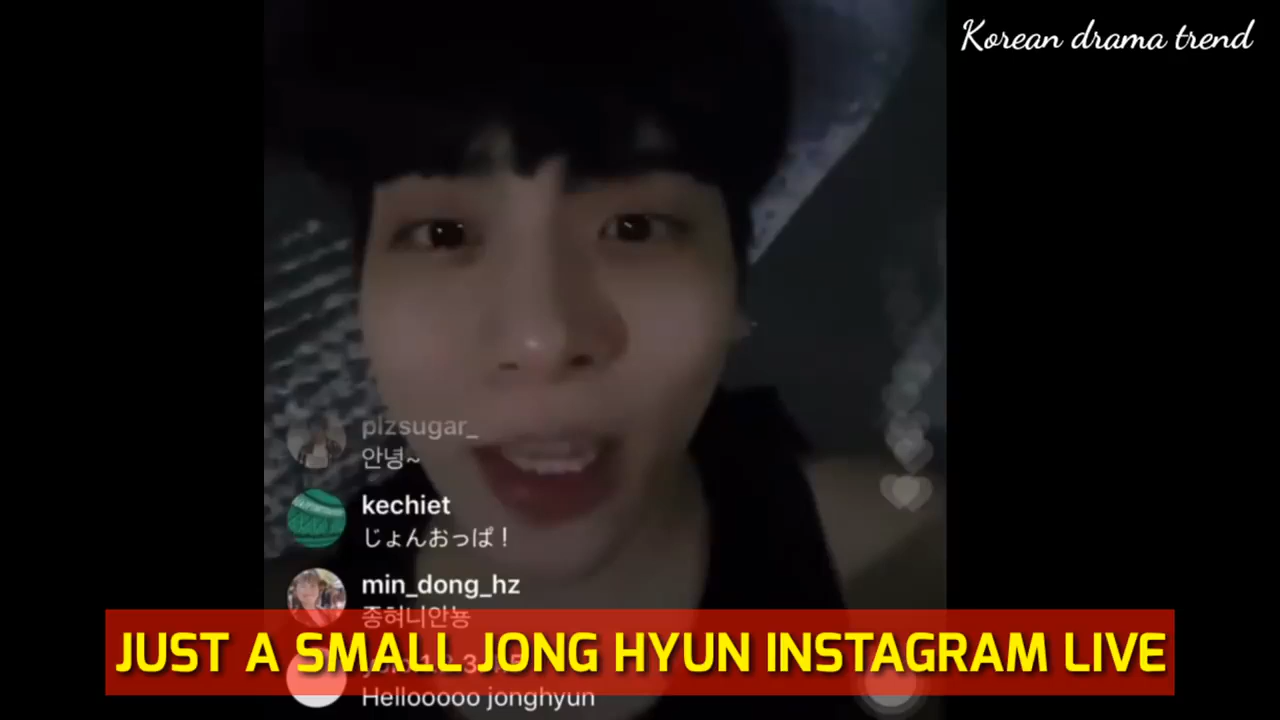 Korean drama trend
plzsugar_
안녕~
kechiet
じょんおっぱ！
min_dong_hz
종혀니안뇽
JUST A SMALL JONG HYUN INSTAGRAM LIVE
Hellooooo jonghyun